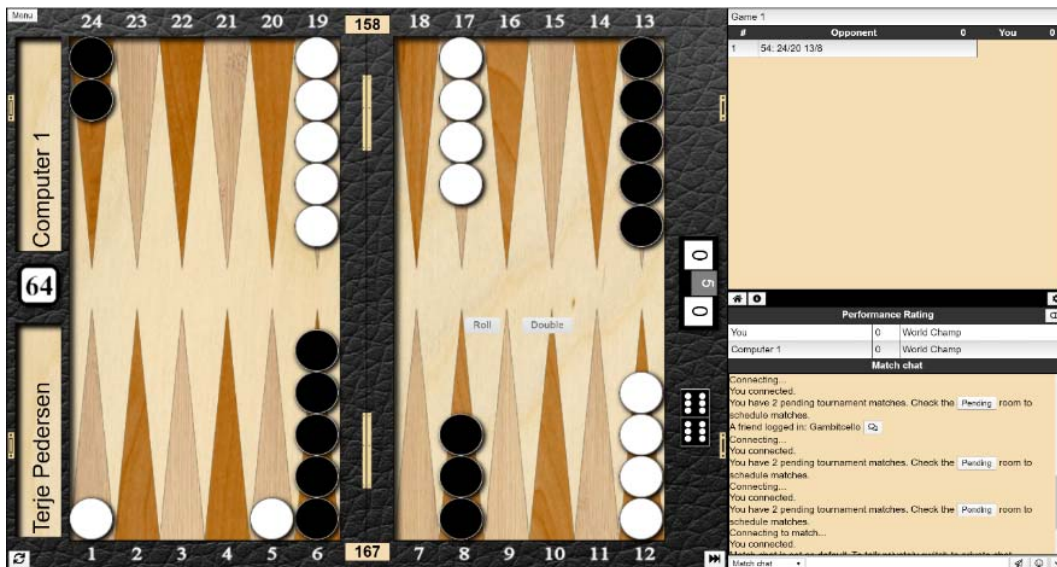 Menu
24 23 22 21 20 19 158 18 17 16 15 14 13
Computer 1
64
Terje Pedersen
0
5
0
Roll Double
1 2 3 4 5 6 167 7 8 9 10 11 12
Game 1
# Opponent 0 You 0
1 54: 24/20 13/8
Performance Rating
You 0 World Champ
Computer 1 0 World Champ
Match chat
Connecting...
You connected.
You have 2 pending tournament matches. Check the Pending room to
schedule matches.
A friend logged in: Gambitcello
Connecting...
You connected.
You have 2 pending tournament matches. Check the Pending room to
schedule matches.
Connecting...
You connected.
You have 2 pending tournament matches. Check the Pending room to
schedule matches.
Connecting to match...
You connected.
Match chat